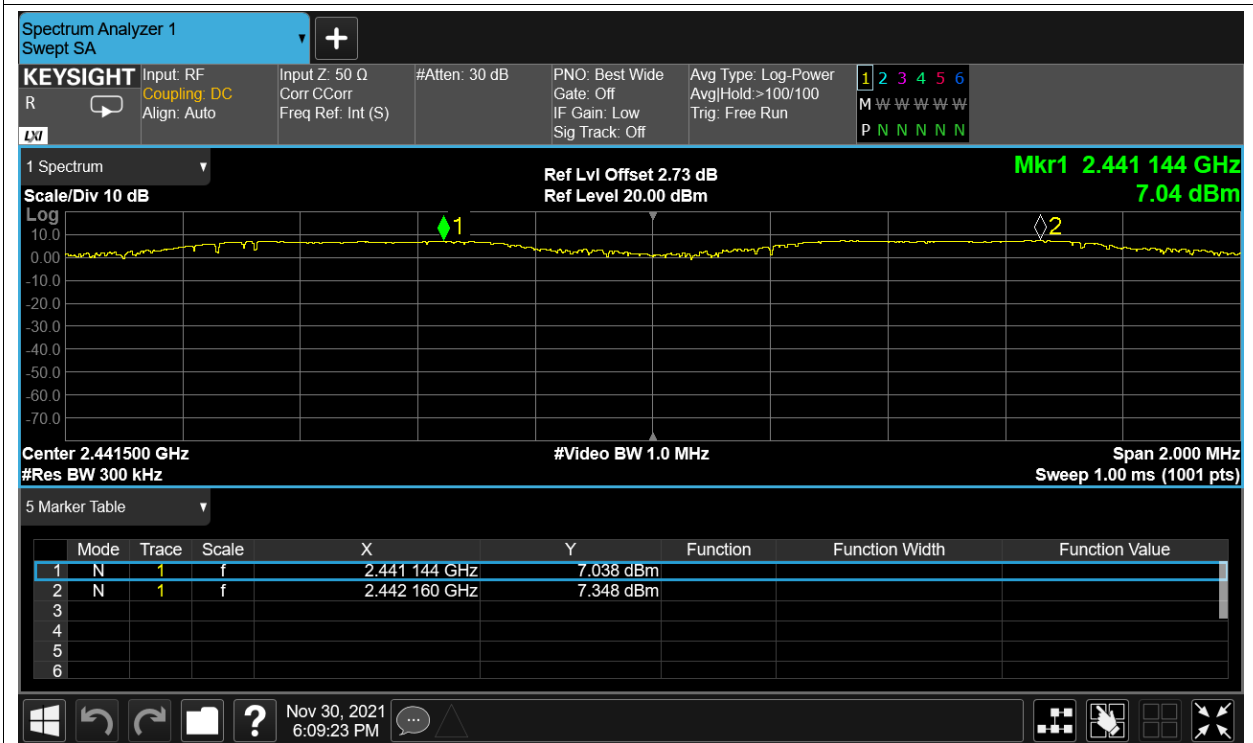 Spectrum Analyzer 1
Swept SA
KEYSIGHT
R
LXI
Input: RF
Coupling: DC
Align: Auto
Input Z: 50 Ω
Corr CCorr
Freq Ref: Int (S)
#Atten: 30 dB
PNO: Best Wide
Gate: Off
IF Gain: Low
Sig Track: Off
Avg Type: Log-Power
Avg|Hold:>100/100
Trig: Free Run
1 2 3 4 5 6
M W W W W W
P N N N N N
1 Spectrum
Scale/Div 10 dB
Ref Lvl Offset 2.73 dB
Ref Level 20.00 dBm
Mkr1 2.441 144 GHz
7.04 dBm
Log
10.0
0.00
-10.0
-20.0
-30.0
-40.0
-50.0
-60.0
-70.0
1
2
Center 2.441500 GHz
#Video BW 1.0 MHz
Span 2.000 MHz
#Res BW 300 kHz
Sweep 1.00 ms (1001 pts)
5 Marker Table
Mode Trace Scale X Y Function Function Width Function Value
1 N 1 f 2.441 144 GHz 7.038 dBm
2 N 1 f 2.442 160 GHz 7.348 dBm
3
4
5
6
?
Nov 30, 2021
6:09:23 PM